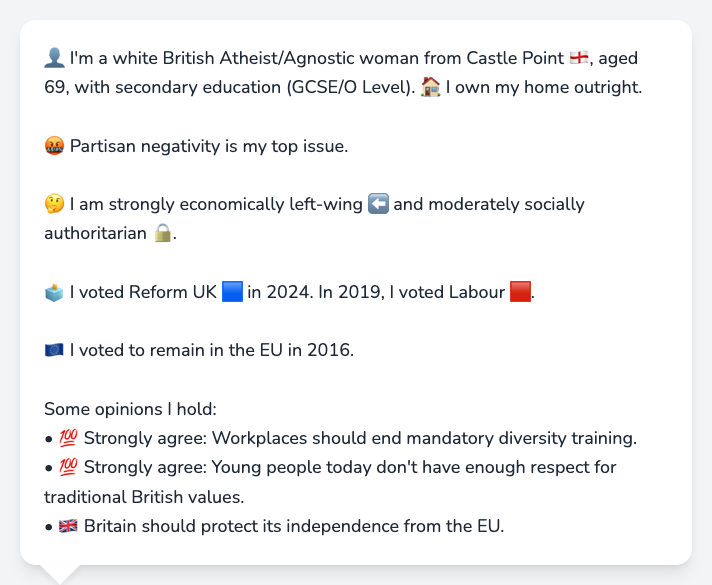 👤 I'm a white British Atheist/Agnostic woman from Castle Point 🏴󠁧󠁢󠁥󠁮󠁧󠁿, aged
69, with secondary education (GCSE/O Level). 🏠 I own my home outright.
🤬 Partisan negativity is my top issue.
🤔 I am strongly economically left-wing ⬅️ and moderately socially
authoritarian 🔒.
🗳️ I voted Reform UK 🟦 in 2024. In 2019, I voted Labour 🟥.
🇪🇺 I voted to remain in the EU in 2016.
Some opinions I hold:
• 💯 Strongly agree: Workplaces should end mandatory diversity training.
• 💯 Strongly agree: Young people today don't have enough respect for
traditional British values.
• 🇬🇧 Britain should protect its independence from the EU.